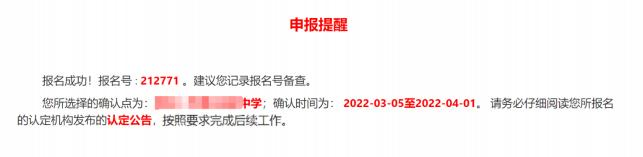 申报提醒
报名成功！报名号：212771 。建议您记录报名号备查。
您所选择的确认点为：中学；确认时间为： 2022-03-05至2022-04-01。 请务必仔细阅读您所报名
的认定机构发布的认定公告，按照要求完成后续工作。